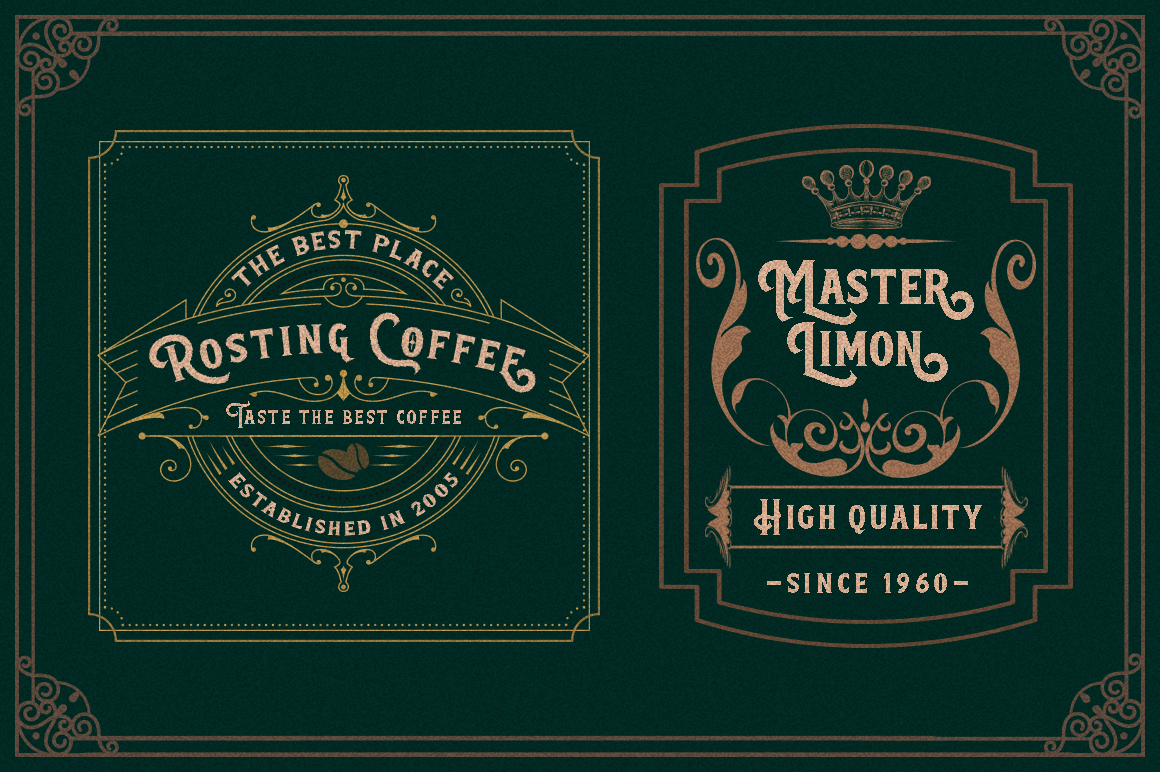 THE BEST PLACE
ROSTING COFFEE
TASTE THE BEST COFFEE
ESTABLISHED IN 2005
MASTER
LIMON
HIGH QUALITY
-SINCE 1960-